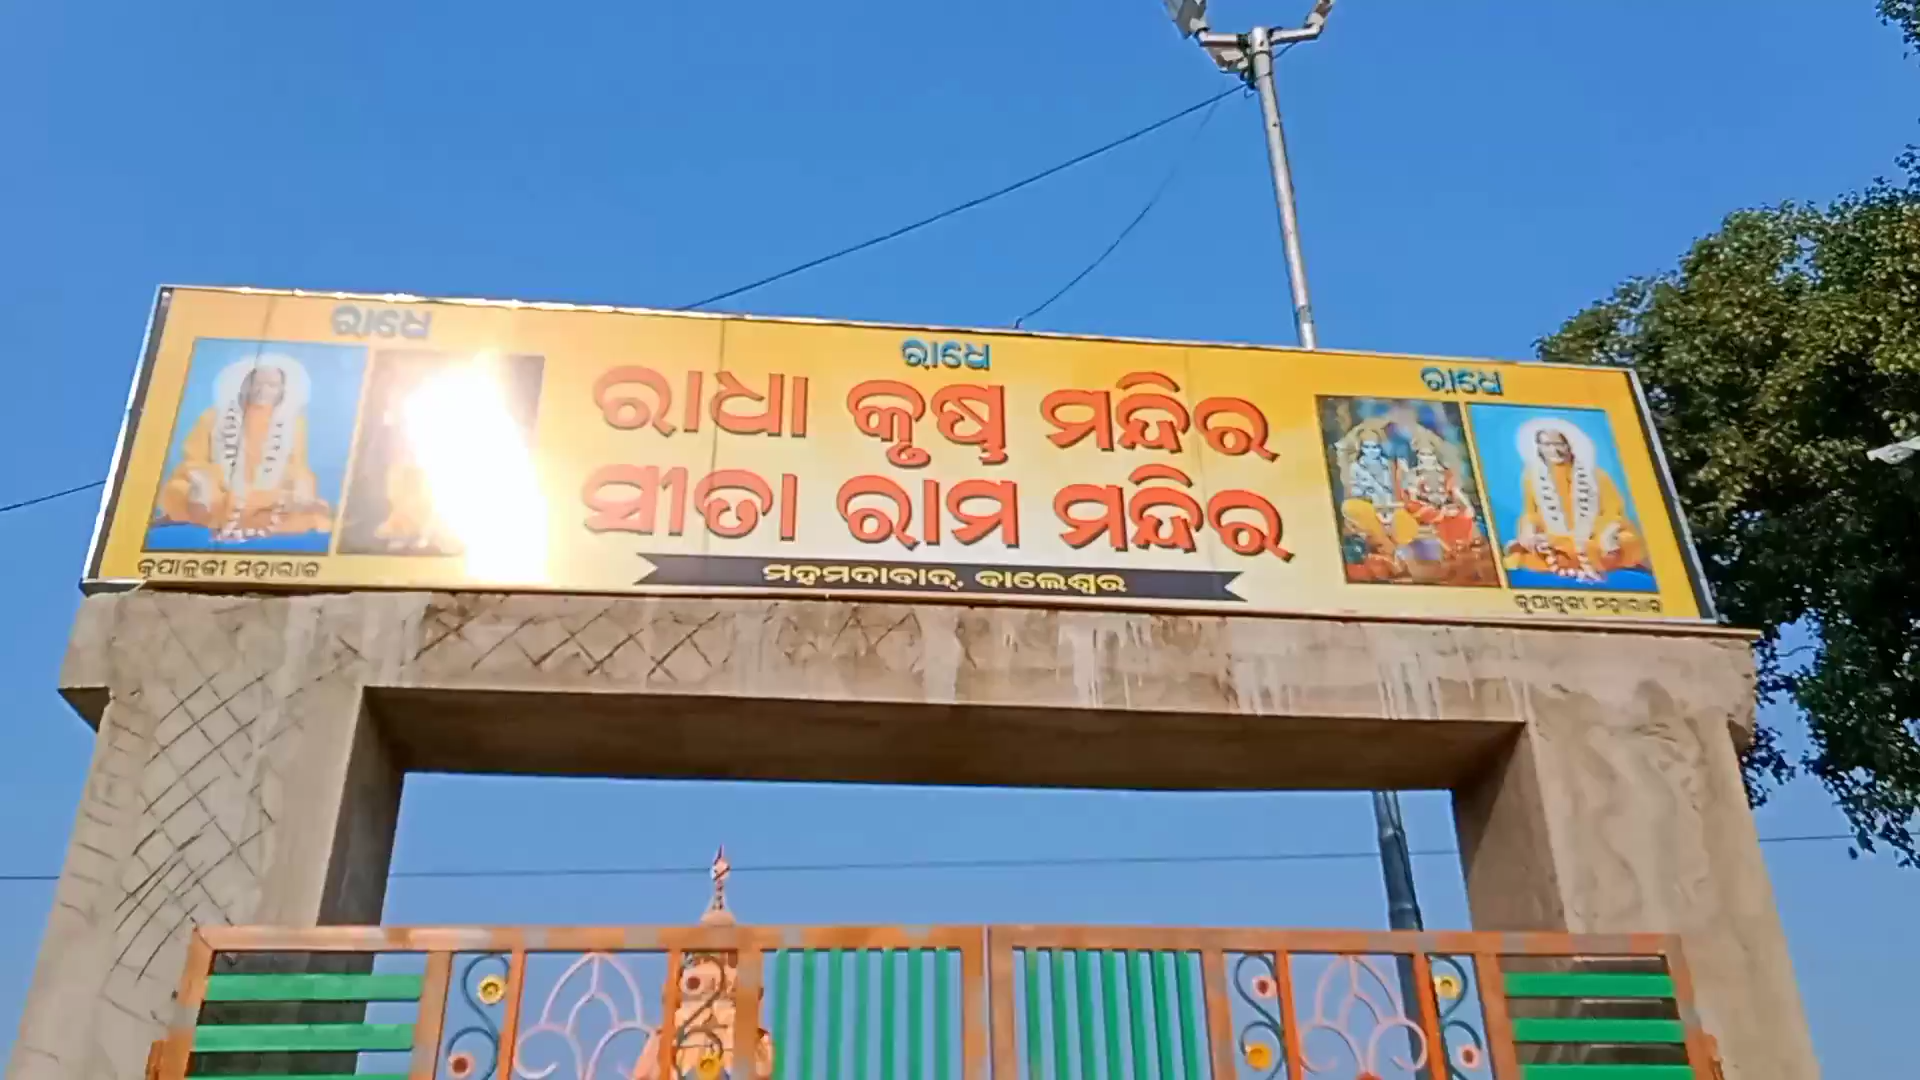 ରାଧେ
ରାଧେ
ରାଧେ
ରାଧା କୃଷ୍ଣ ମନ୍ଦିର
ସୀତା ରାମ ମନ୍ଦିର
ମହମଦାବାଦ୍, ବାଲେଶ୍ୱର
କୃପାଳୁଜୀ ମହାରାଜ
କୃପାଳୁଜୀ ମହାରାଜ